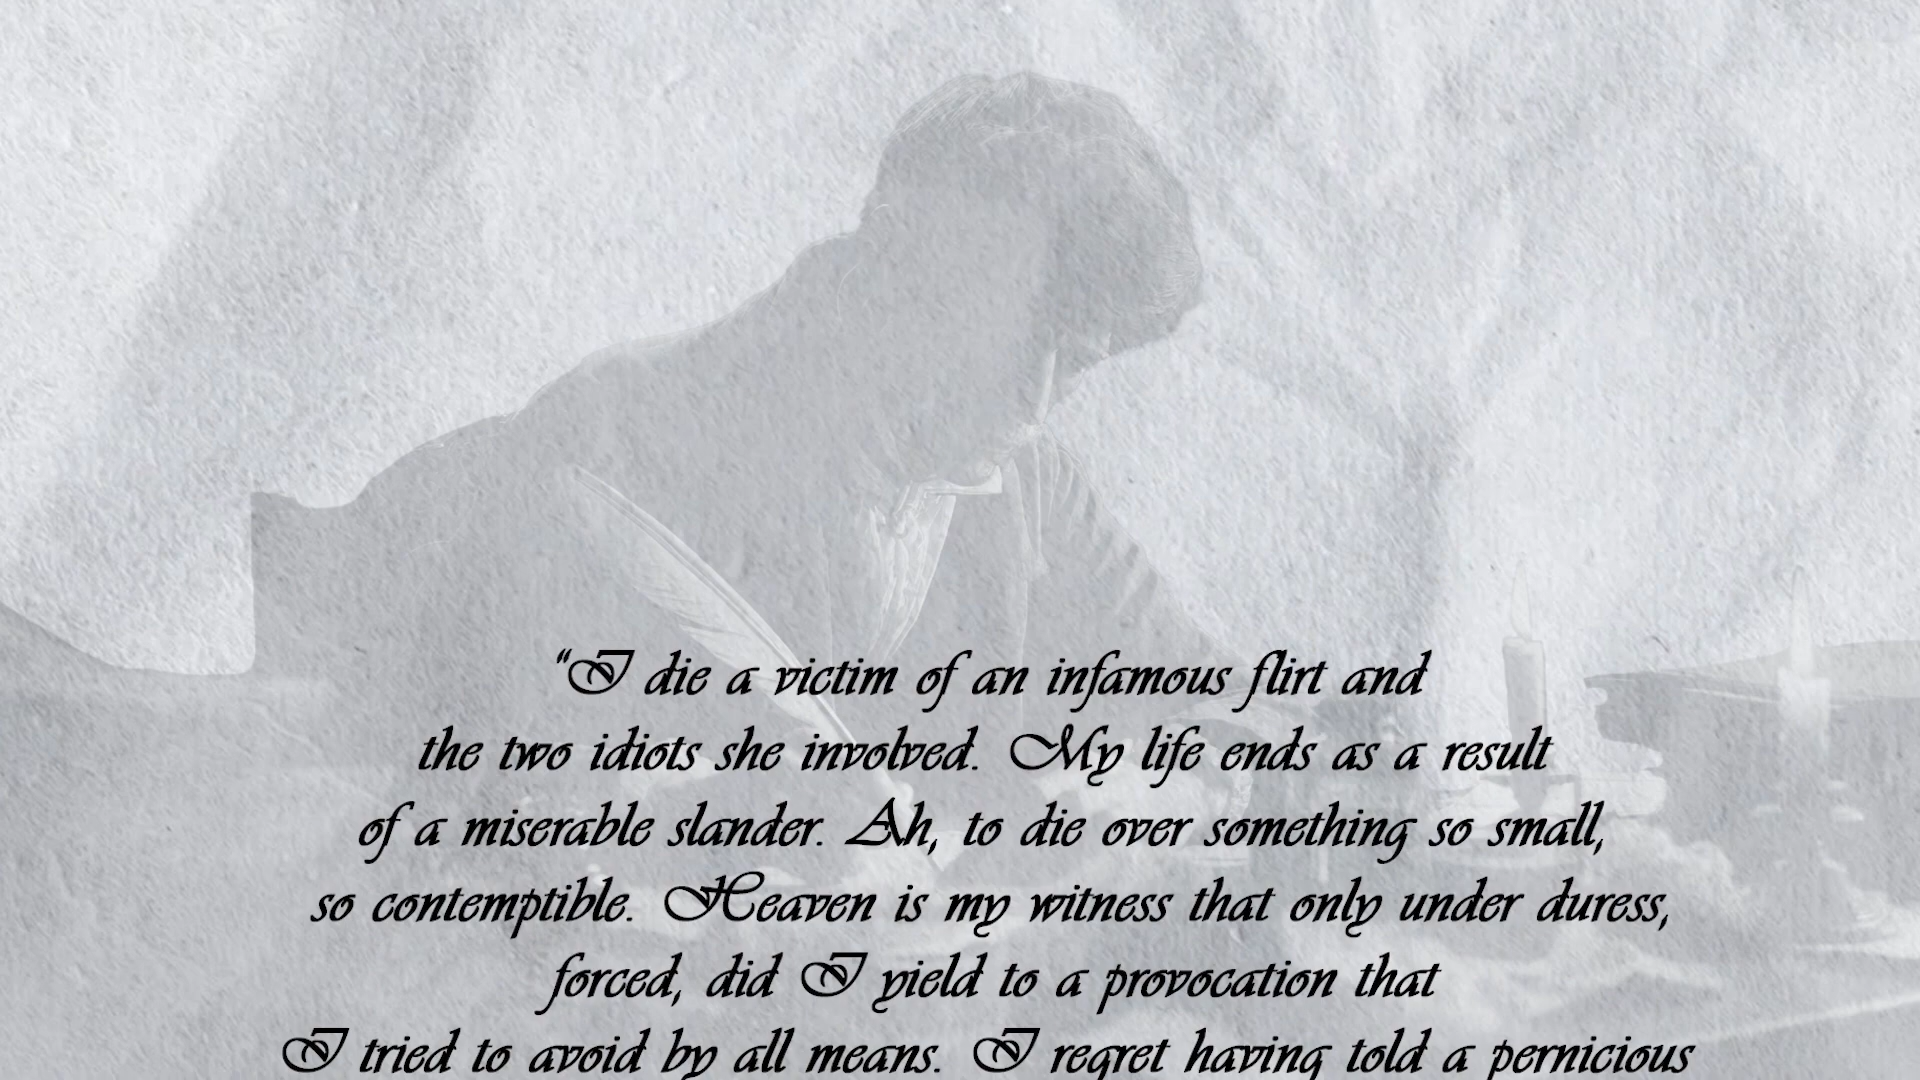 “I die a victim of an infamous flirt and
the two idiots she involved. My life ends as a result
of a miserable slander. Ah, to die over something so small,
so contemptible. Heaven is my witness that only under duress,
forced, did I yield to a provocation that
I tried to avoid by all means. I regret having told a pernicious